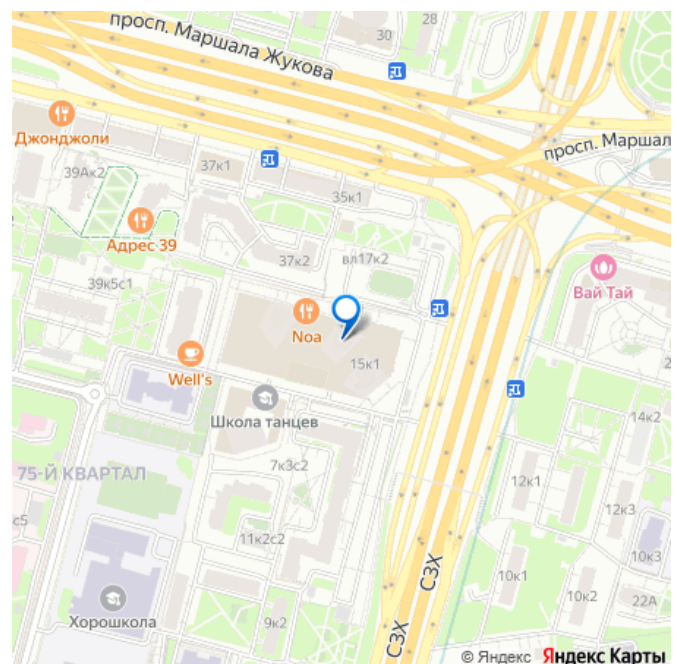 28
30
просп. Маршала Жукова
просп. Маршал
Джонджоли
39Ак2
37к1
35к1
Адрес 39
37к2
вл17к2
39к5с1
Вай Тай
Noa
15к1
2
Well's
Школа танцев
14к2
75-Й КВАРТАЛ
7к3с2
12к1
12к3
с5
11к2с2
10к3
СЗХ
10к1
10к2
22А
Хорошкола
9к2
СЗХ
© Яндекс Яндекс Карты